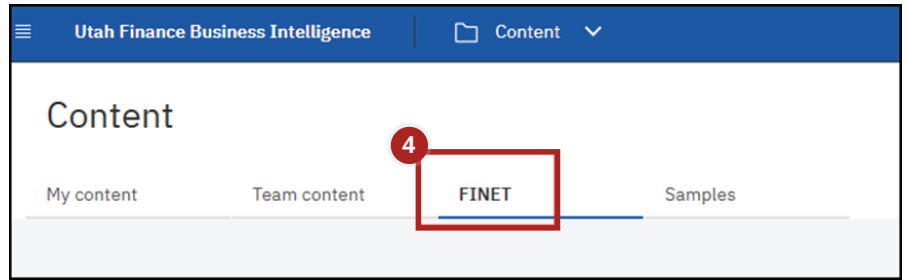 Utah Finance Business Intelligence Content
Content
4
My content Team content FINET Samples